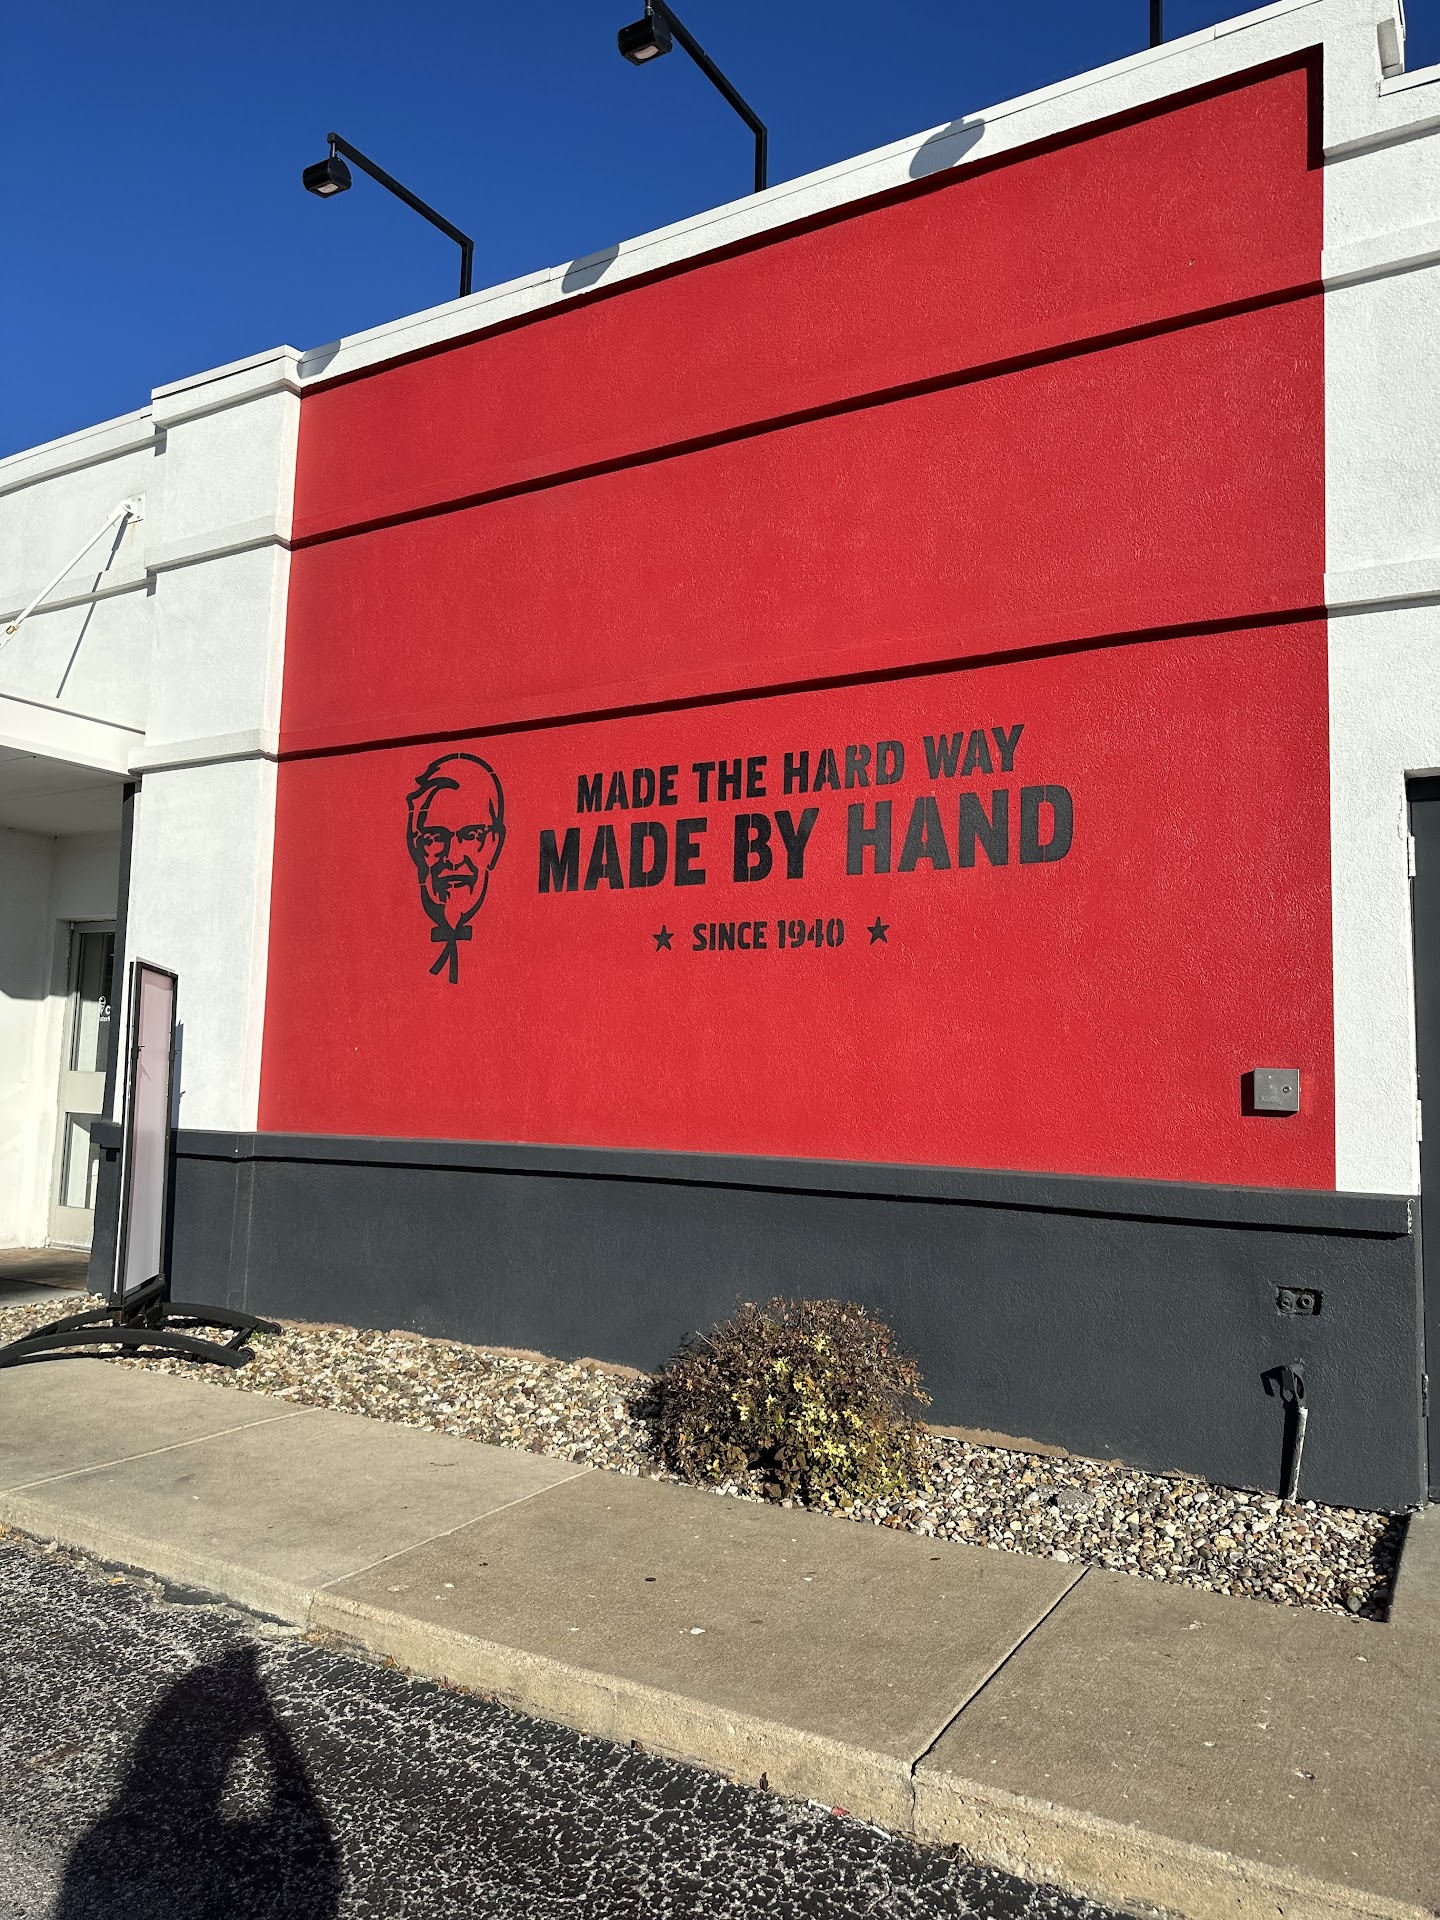 MADE THE HARD WAY
MADE BY HAND
★ SINCE 1940 ★